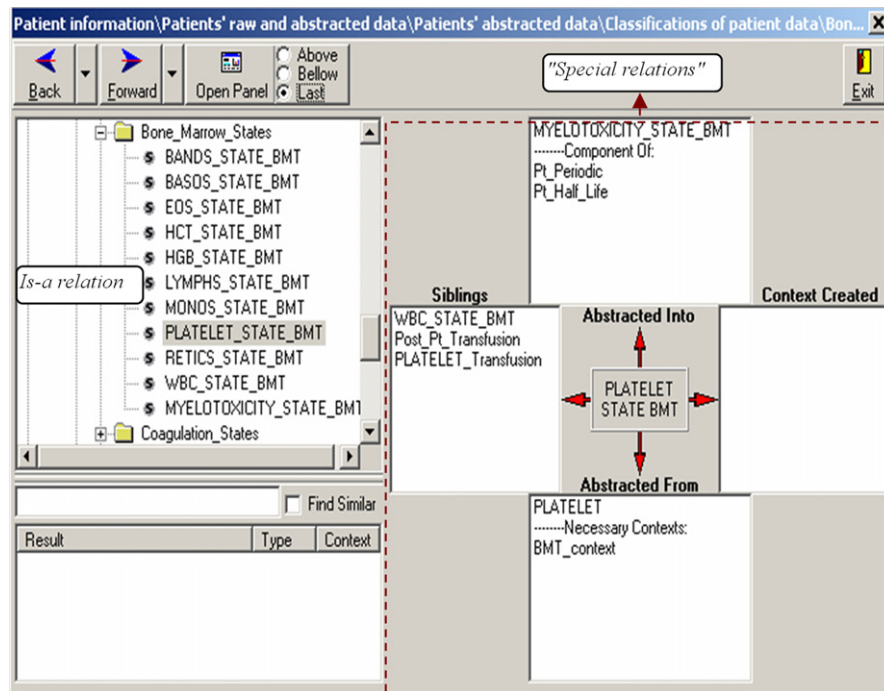 Patient information\Patients' raw and abstracted data\Patients' abstracted data\Classifications of patient data\Bon...
Back
Forward
Open Panel
Above
Bellow
Last
"Special relations"
Exit
Bone_Marrow_States
BANDS_STATE_BMT
BASOS_STATE_BMT
EOS_STATE_BMT
HCT_STATE_BMT
HGB_STATE_BMT
Is-a relation
LYMPHS_STATE_BMT
MONOS_STATE_BMT
PLATELET_STATE_BMT
RETICS_STATE_BMT
WBC_STATE_BMT
MYELOTOXICITY_STATE_BMT
Coagulation_States
Find Similar
Result Type Context
MYELOTOXICITY_STATE_BMT
-------Component Of:
Pt_Periodic
Pt_Half_Life
Siblings
WBC_STATE_BMT
Post_Pt_Transfusion
PLATELET_Transfusion
Abstracted Into
Context Created
PLATELET
STATE BMT
Abstracted From
PLATELET
-------Necessary Contexts:
BMT_context